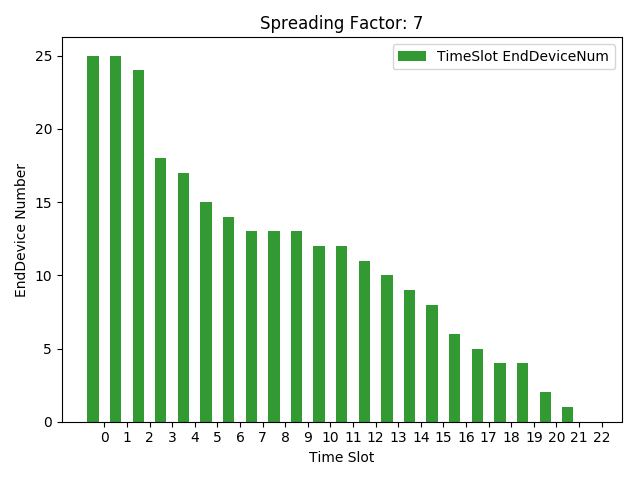 Spreading Factor: 7
TimeSlot EndDeviceNum
25
20
15
10
5
0
EndDevice Number
0 1 2 3 4 5 6 7 8 9 10 11 12 13 14 15 16 17 18 19 20 21 22
Time Slot